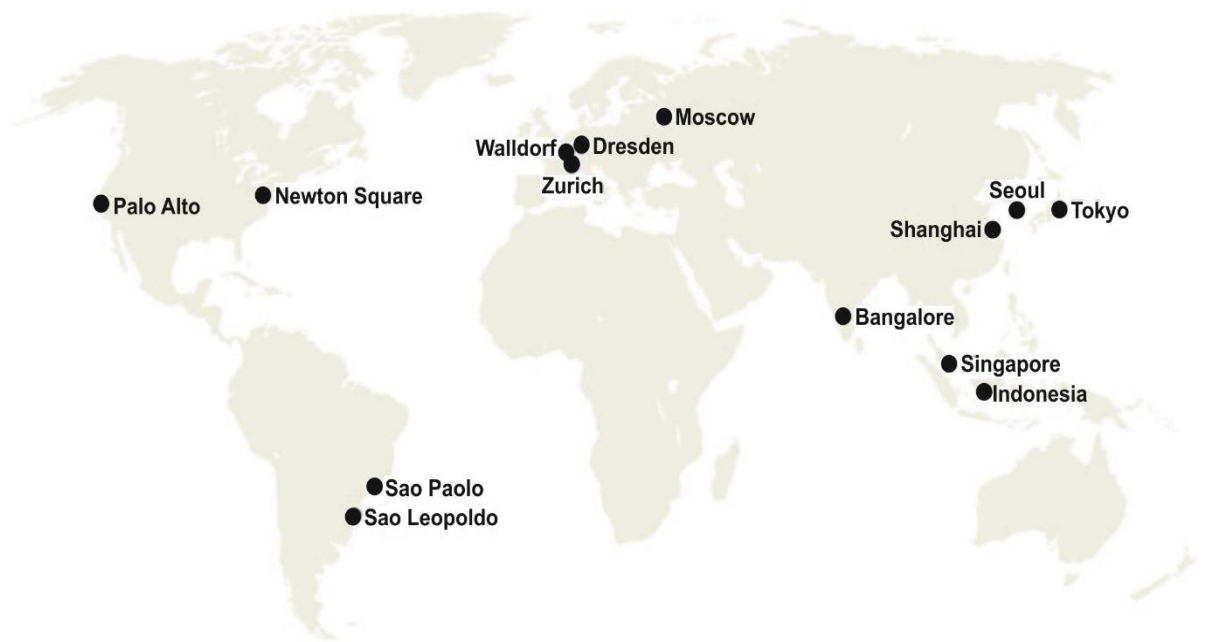 Moscow
Walldorf
Dresden
Zurich
Palo Alto
Newton Square
Seoul
Tokyo
Shanghai
Bangalore
Singapore
Indonesia
Sao Paolo
Sao Leopoldo